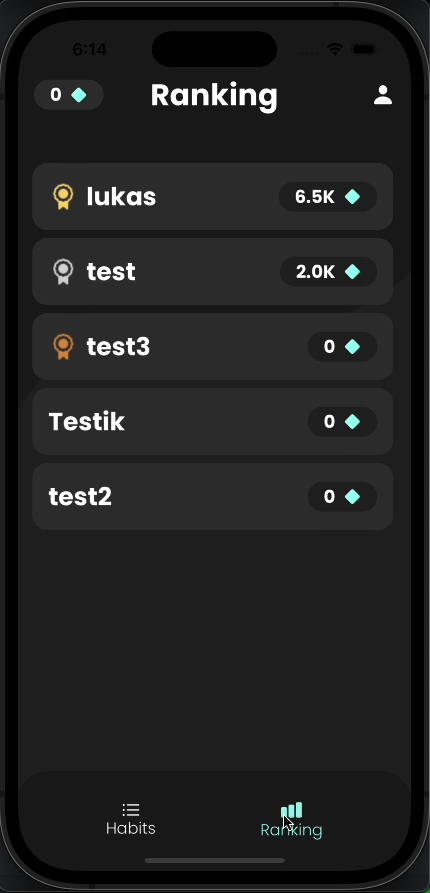 6:14
0
Ranking
lukas 6.5K
test 2.0K
test3 0
Testik 0
test2 0
Habits
Ranking